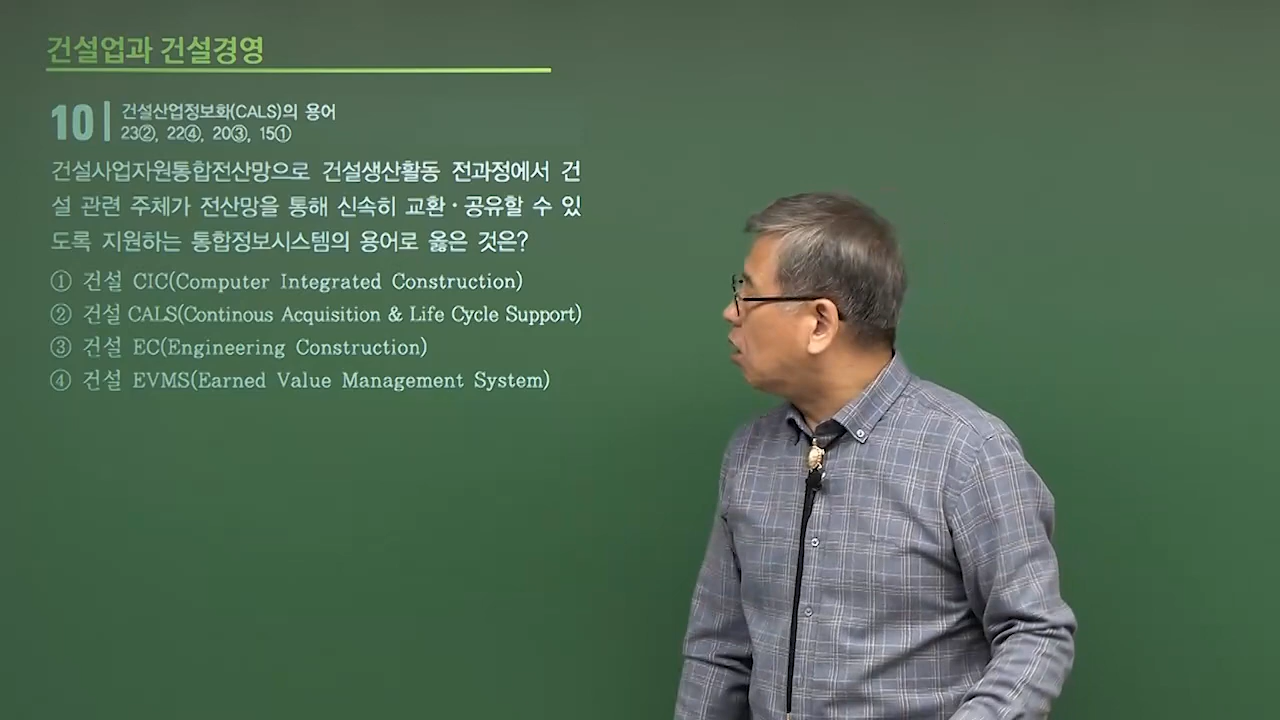 건설업과 건설경영
10 건설산업정보화(CALS)의 용어
23②, 22④, 20③, 15①
건설사업자원통합전산망으로 건설생산활동 전과정에서 건
설 관련 주체가 전산망을 통해 신속히 교환·공유할 수 있
도록 지원하는 통합정보시스템의 용어로 옳은 것은?
① 건설 CIC(Computer Integrated Construction)
② 건설 CALS(Continous Acquisition & Life Cycle Support)
③ 건설 EC(Engineering Construction)
④ 건설 EVMS(Earned Value Management System)